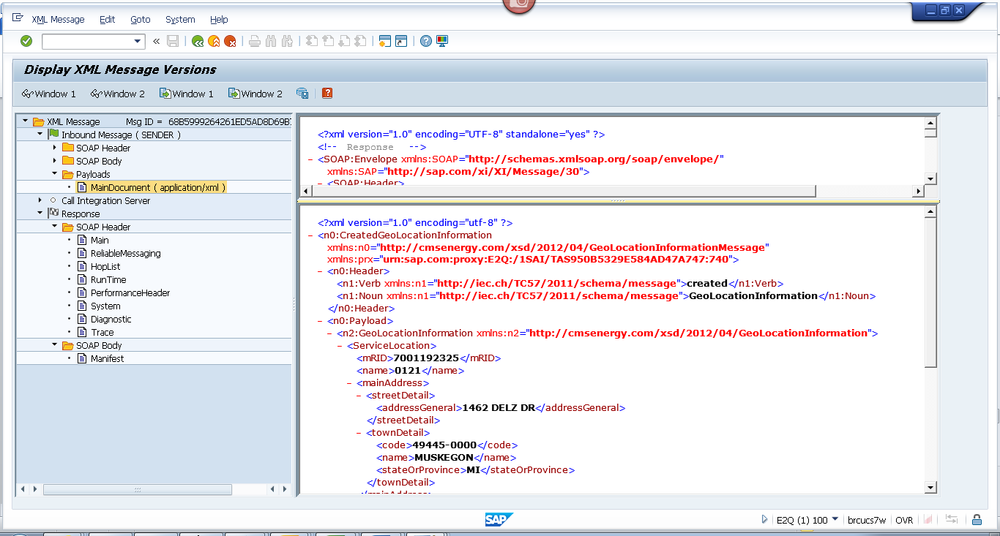 XML Message Edit Goto System Help
Display XML Message Versions
Window 1 Window 2 Window 1 Window 2
XML Message Msg ID = 68B5999264261ED5AD8D69B
Inbound Message ( SENDER )
SOAP Header
SOAP Body
Payloads
MainDocument ( application/xml )
Call Integration Server
Response
SOAP Header
Main
ReliableMessaging
HopList
RunTime
PerformanceHeader
System
Diagnostic
Trace
SOAP Body
Manifest
<?xml version="1.0" encoding="UTF-8" standalone="yes" ?>
<!-- Response -->
- <SOAP:Envelope xmlns:SOAP="http://schemas.xmlsoap.org/soap/envelope/"
xmlns:SAP="http://sap.com/xi/XI/Message/30">
- <SOAP:Header>
<?xml version="1.0" encoding="utf-8" ?>
- <n0:CreatedGeoLocationInformation
xmlns:n0="http://cmsenergy.com/xsd/2012/04/GeoLocationInformationMessage"
xmlns:prx="urn:sap.com:proxy:E2Q:/1SAI/TAS950B5329E584AD47A747:740">
- <n0:Header>
<n1:Verb xmlns:n1="http://iec.ch/TC57/2011/schema/message">created</n1:Verb>
<n1:Noun xmlns:n1="http://iec.ch/TC57/2011/schema/message">GeoLocationInformation</n1:Noun>
</n0:Header>
- <n0:Payload>
- <n2:GeoLocationInformation xmlns:n2="http://cmsenergy.com/xsd/2012/04/GeoLocationInformation">
- <ServiceLocation>
<mRID>7001192325</mRID>
<name>0121</name>
- <mainAddress>
- <streetDetail>
<addressGeneral>1462 DELZ DR</addressGeneral>
</streetDetail>
- <townDetail>
<code>49445-0000</code>
<name>MUSKEGON</name>
<stateOrProvince>MI</stateOrProvince>
</townDetail>
</mainAddress>
SAP
E2Q (1) 100 brcucs7w OVR